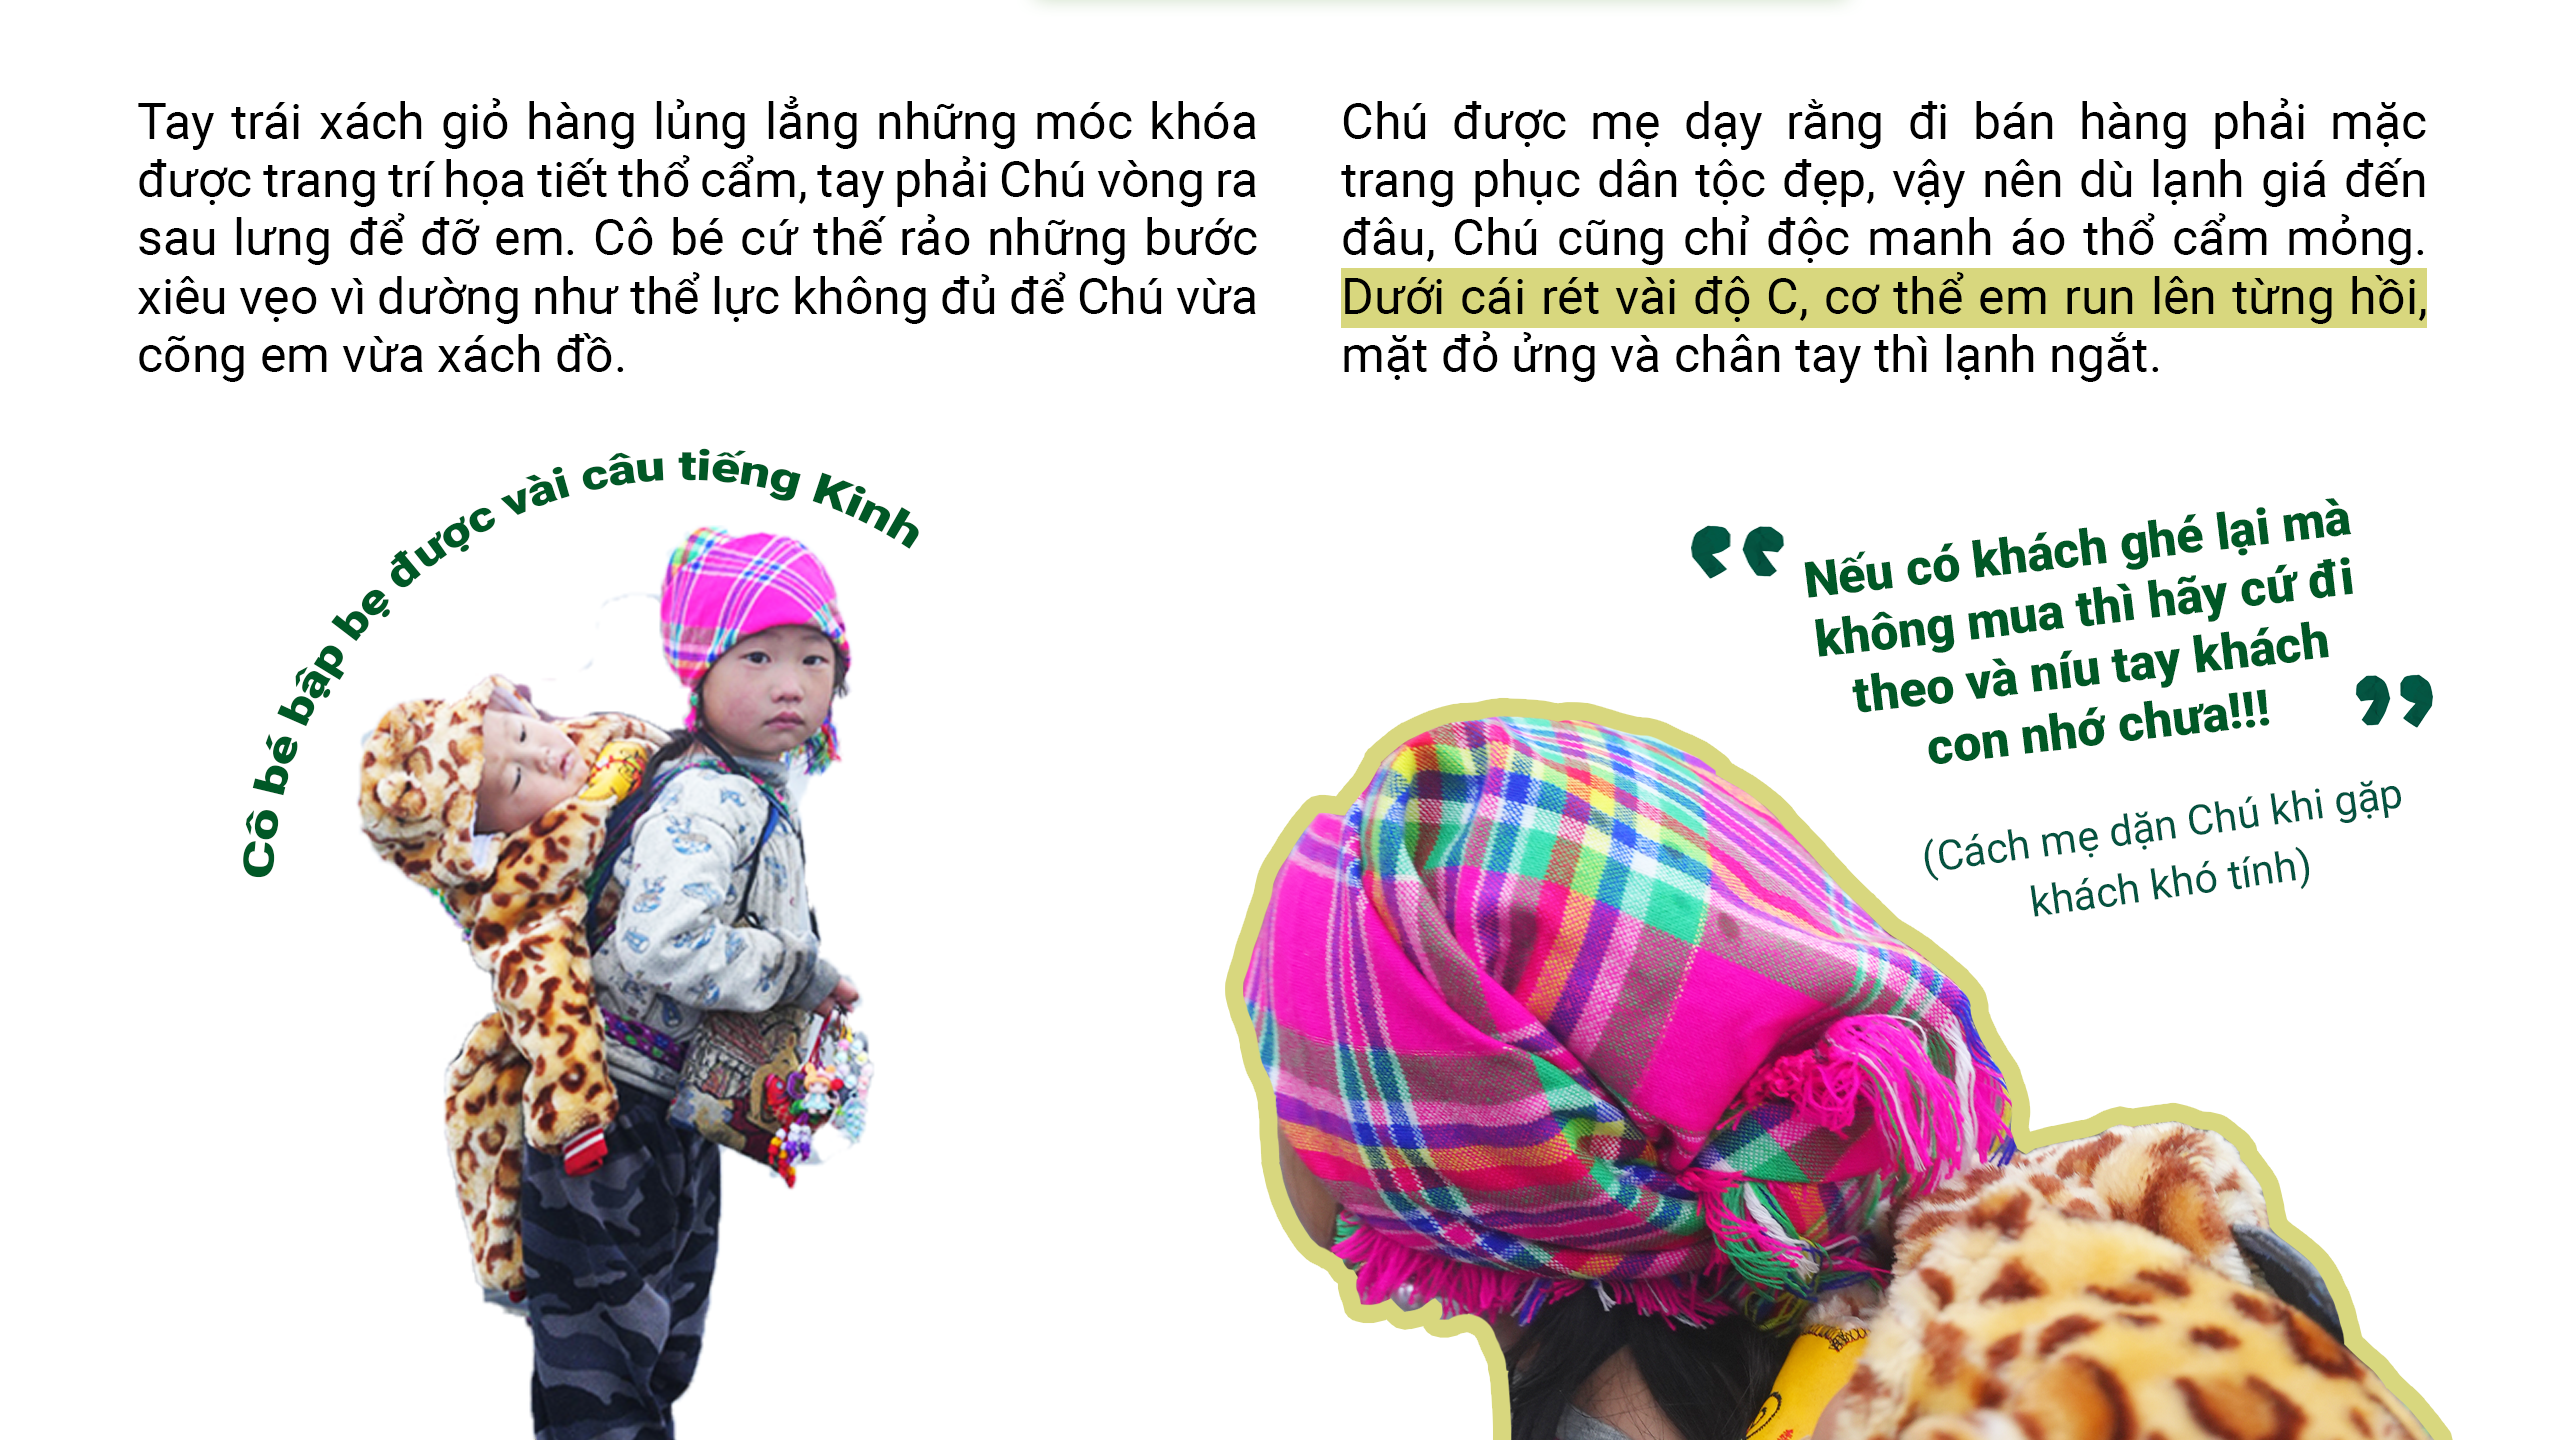 Tay trái xách giỏ hàng lủng lẳng những móc khóa
được trang trí họa tiết thổ cẩm, tay phải Chú vòng ra
sau lưng để đỡ em. Cô bé cứ thế rảo những bước
xiêu vẹo vì dường như thể lực không đủ để Chú vừa
cõng em vừa xách đồ.
Chú được mẹ dạy rằng đi bán hàng phải mặc
trang phục dân tộc đẹp, vậy nên dù lạnh giá đến
đâu, Chú cũng chỉ độc manh áo thổ cẩm mỏng.
Dưới cái rét vài độ C, cơ thể em run lên từng hồi,
mặt đỏ ửng và chân tay thì lạnh ngắt.
Cô bé bập bẹ được vài câu tiếng Kinh
“Nếu có khách ghé lại mà
không mua thì hãy cứ đi
theo và níu tay khách
con nhớ chưa!!!”
(Cách mẹ dặn Chú khi gặp
khách khó tính)